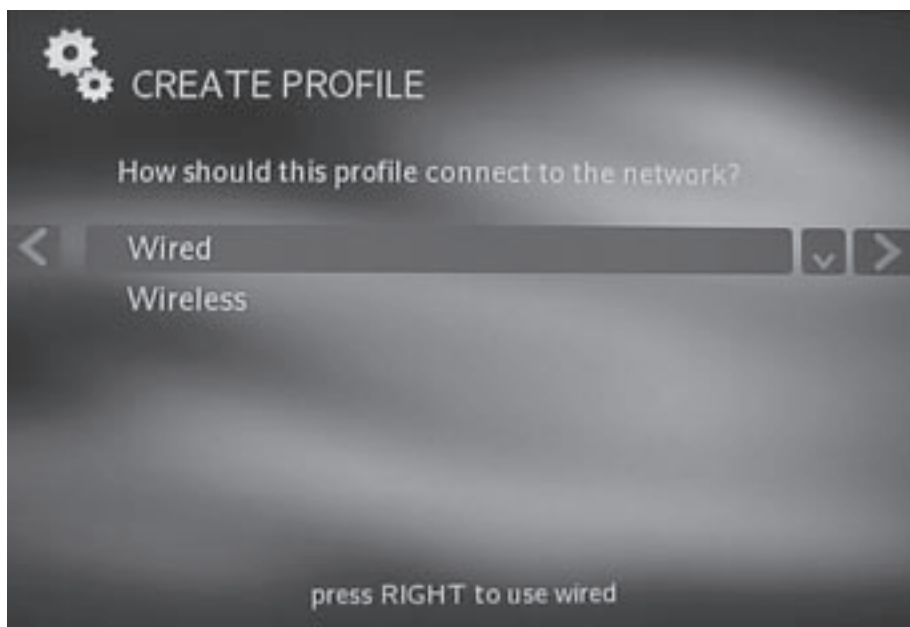 CREATE PROFILE
How should this profile connect to the network?
Wired
Wireless
press RIGHT to use wired